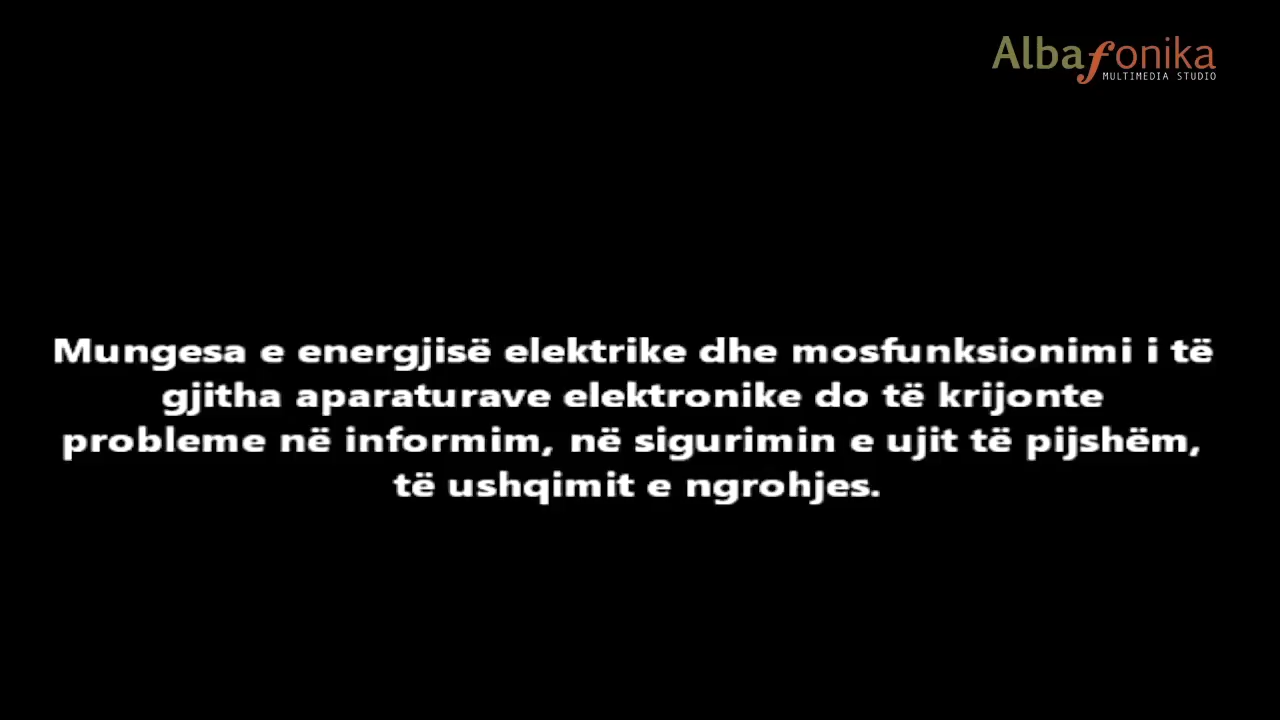 Albafonika
MULTIMEDIA STUDIO
Mungesa e energjisë elektrike dhe mosfunksionimi i të
gjitha aparaturave elektronike do të krijonte
probleme në informim, në sigurimin e ujit të pijshëm,
të ushqimit e ngrohjes.